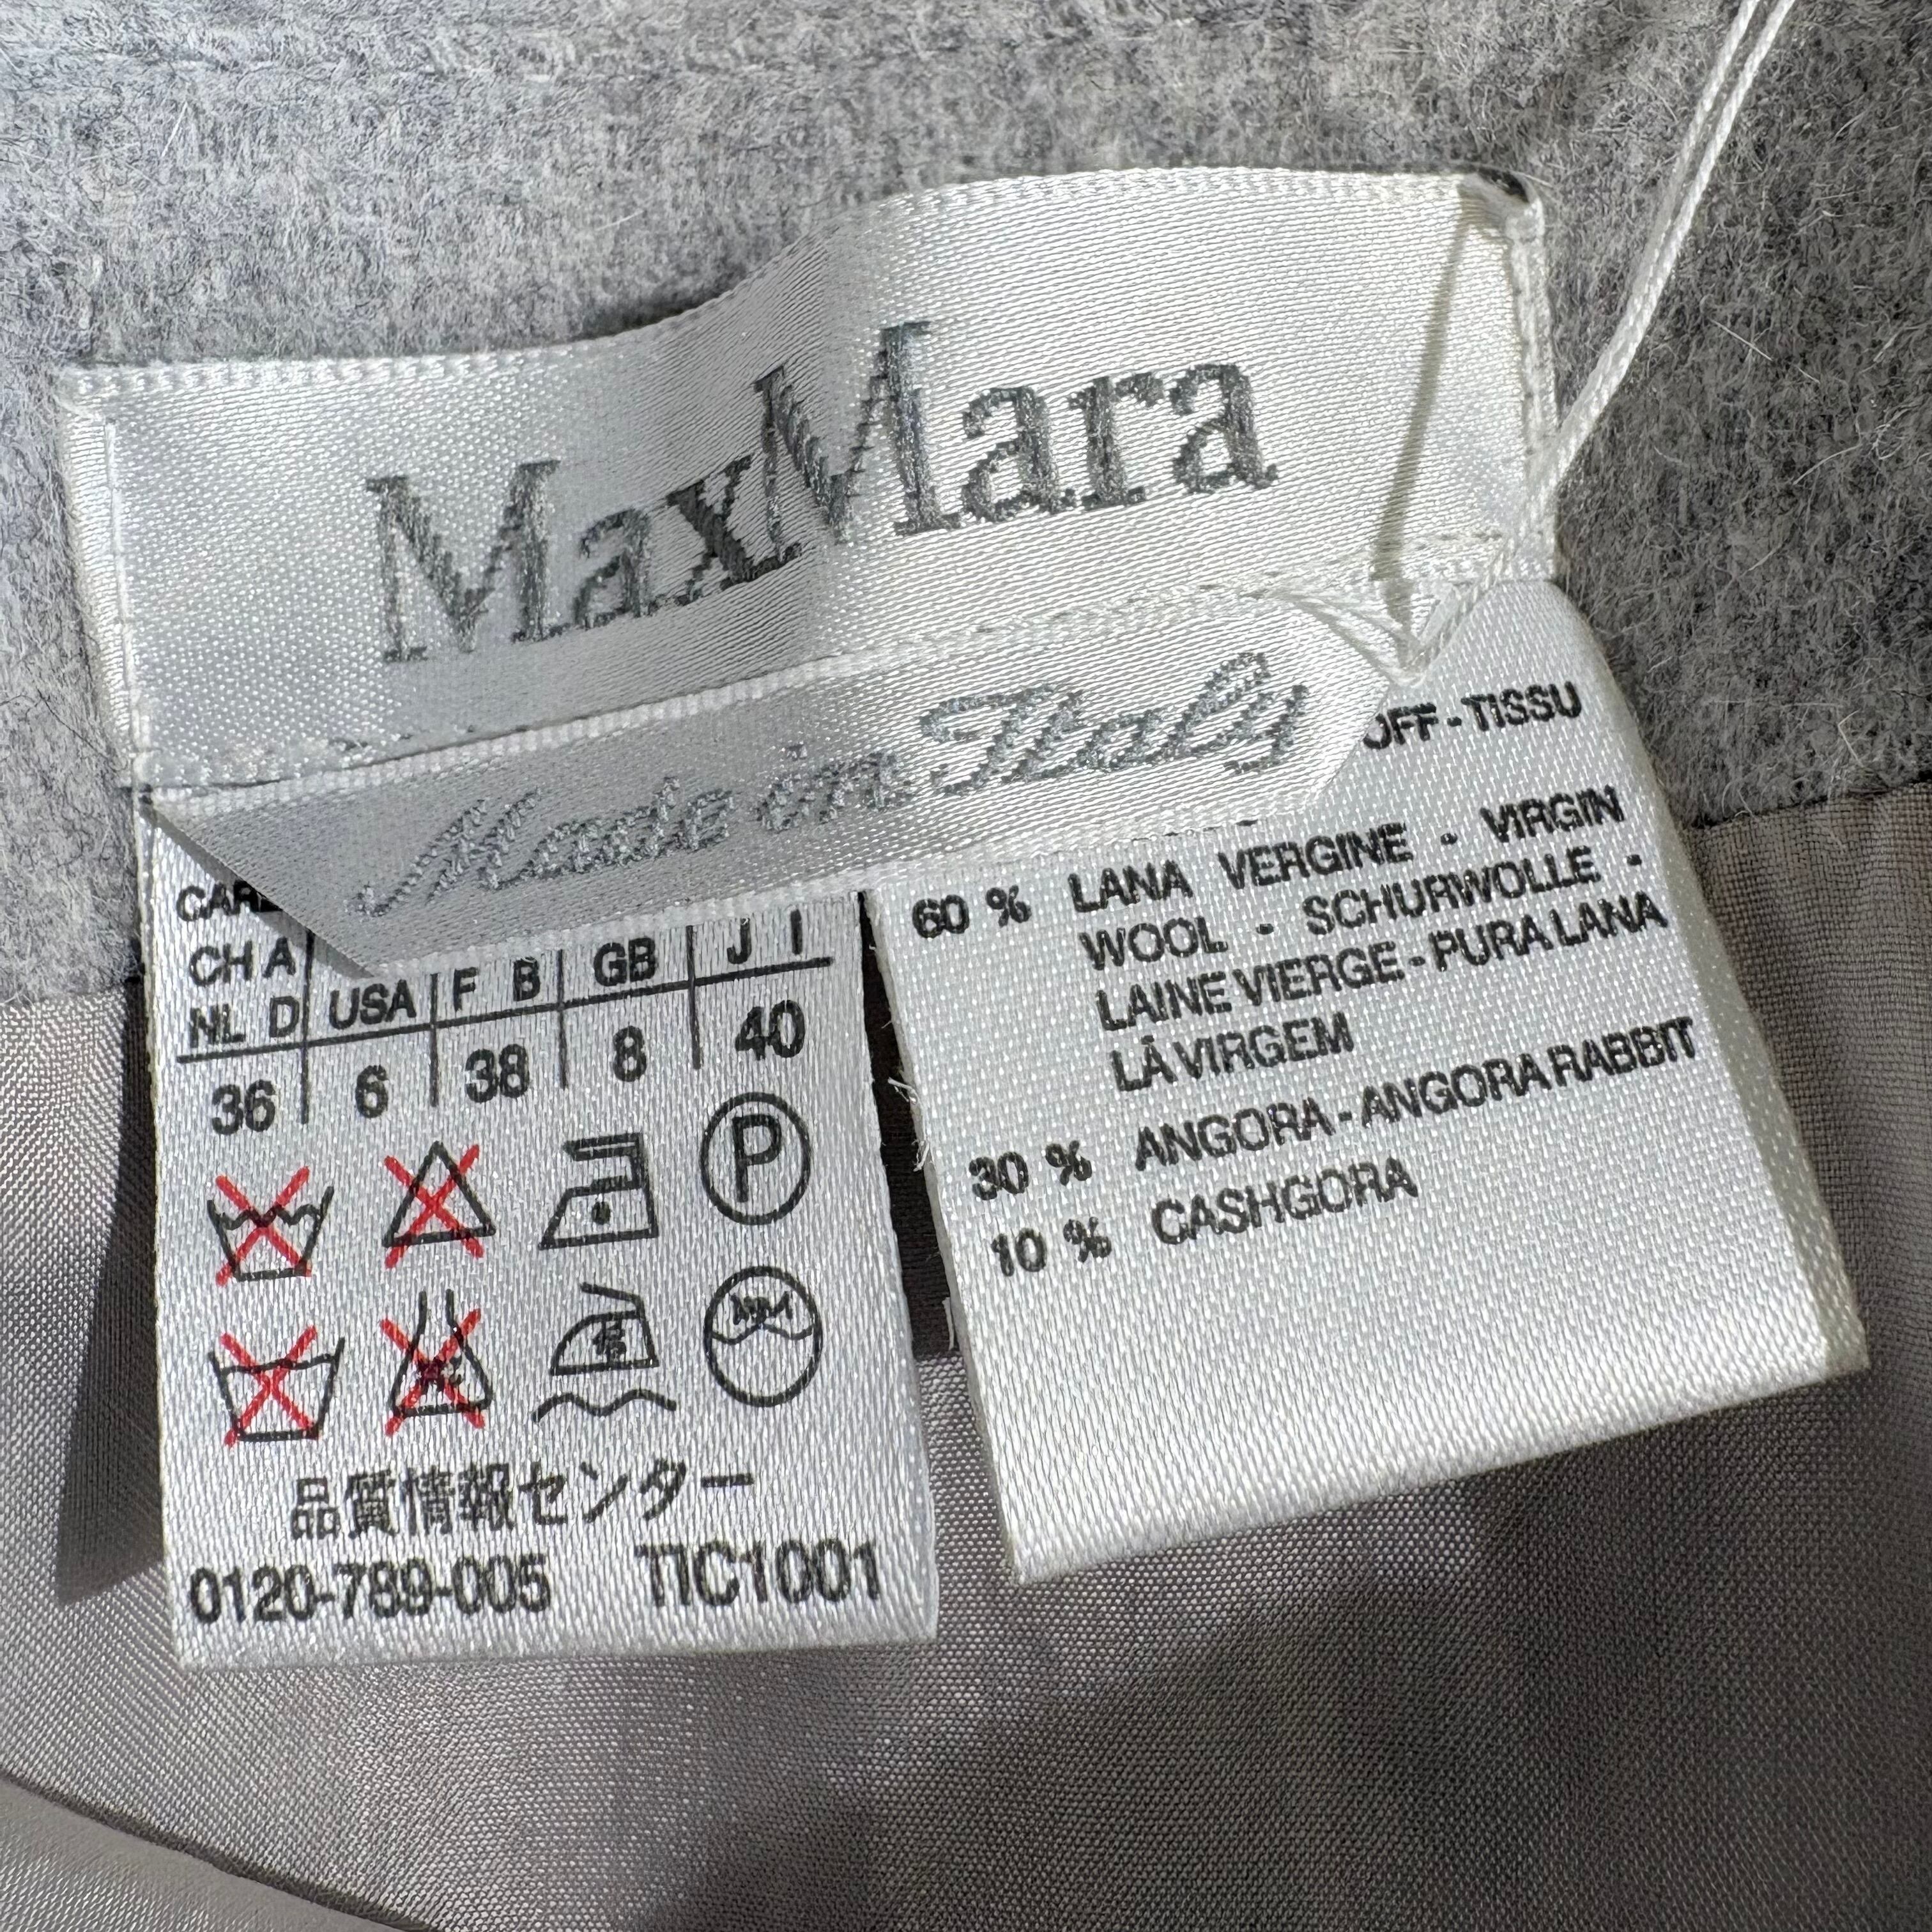 MaxMara
Made in Italy
CH A
NL D USA F B GB J I
36 6 38 8 40
P
品質情報センター
0120-789-005 TIC1001
OFF - TISSU
60 % LANA VERGINE - VIRGIN
WOOL - SCHURWOLLE -
LAINE VIERGE - PURA LANA
LÃ VIRGEM
30 % ANGORA - ANGORA RABBIT
10 % CASHGORA